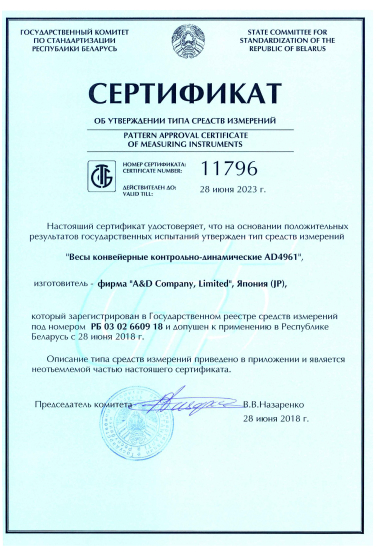 ГОСУДАРСТВЕННЫЙ КОМИТЕТ
ПО СТАНДАРТИЗАЦИИ
РЕСПУБЛИКИ БЕЛАРУСЬ
STATE COMMITTEE FOR
STANDARDIZATION OF THE
REPUBLIC OF BELARUS
СЕРТИФИКАТ
ОБ УТВЕРЖДЕНИИ ТИПА СРЕДСТВ ИЗМЕРЕНИЙ
PATTERN APPROVAL CERTIFICATE
OF MEASURING INSTRUMENTS
НОМЕР СЕРТИФИКАТА:
CERTIFICATE NUMBER:
11796
ДЕЙСТВИТЕЛЕН ДО:
VALID TILL:
28 июня 2023 г.
Настоящий сертификат удостоверяет, что на основании положительных
результатов государственных испытаний утвержден тип средств измерений
"Весы конвейерные контрольно-динамические AD4961",
изготовитель - фирма "A&D Company, Limited", Япония (JP),
который зарегистрирован в Государственном реестре средств измерений
под номером РБ 03 02 6609 18 и допущен к применению в Республике
Беларусь с 28 июня 2018 г.
Описание типа средств измерений приведено в приложении и является
неотъемлемой частью настоящего сертификата.
Председатель комитета
В.В.Назаренко
28 июня 2018 г.